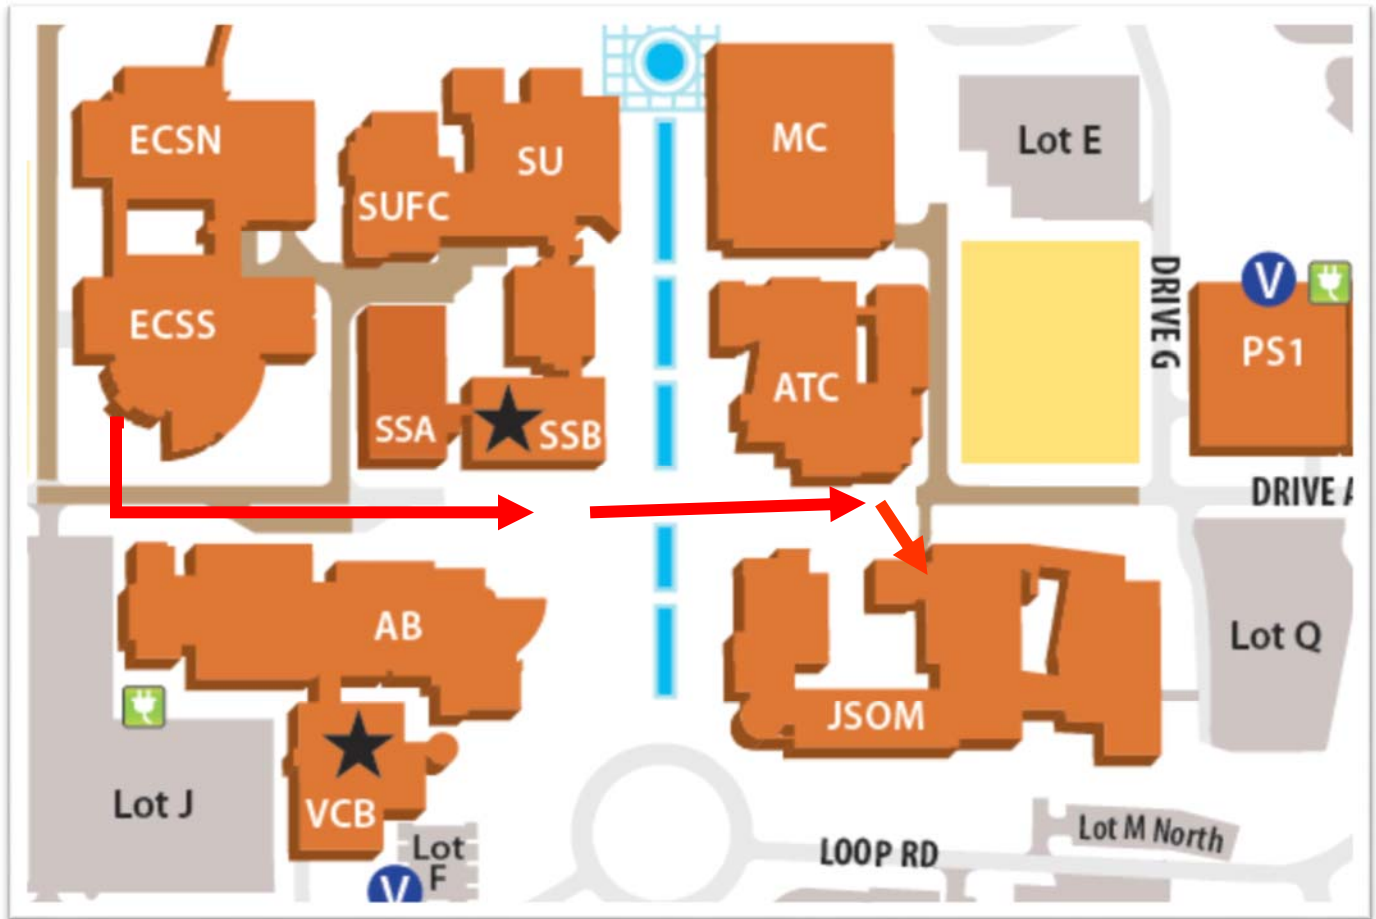 ECSN
SU
MC
Lot E
SUFC
V
DRIVE G
ECSS
PS1
ATC
SSA
SSB
DRIVE A
AB
Lot Q
JSOM
Lot J
VCB
Lot
F
V
LOOP RD
Lot M North